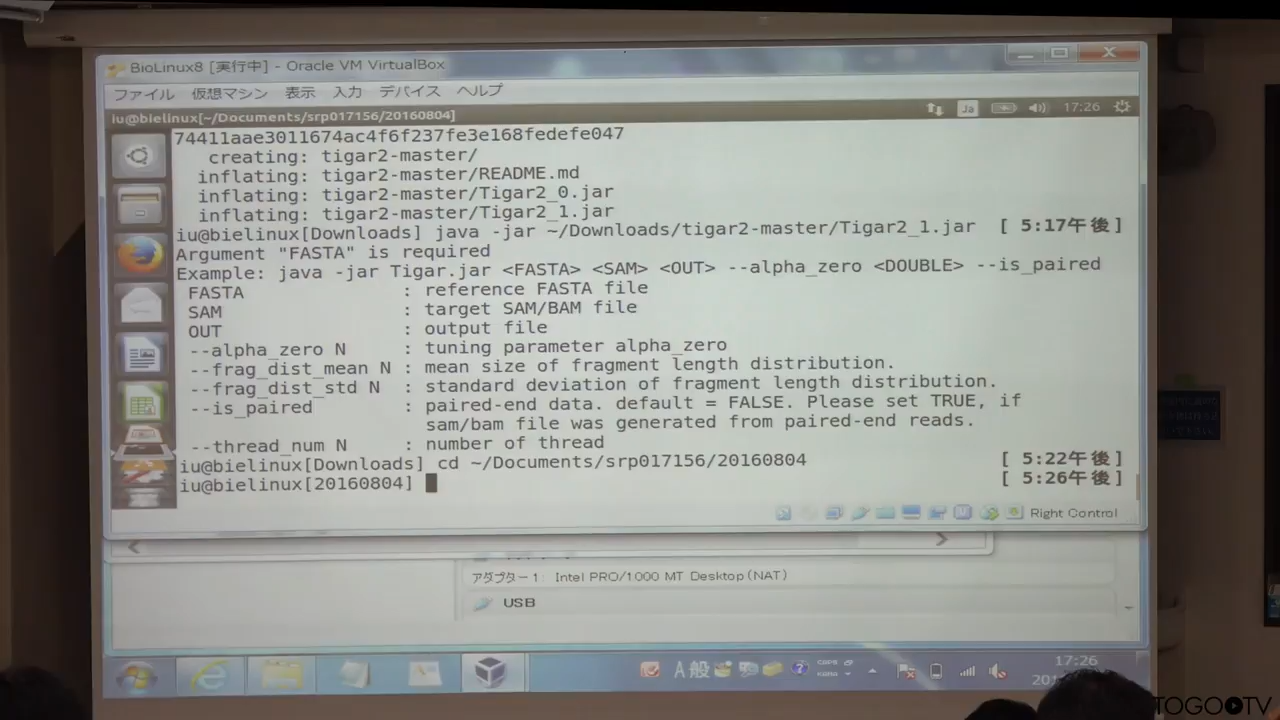 BioLinux8 [実行中] - Oracle VM VirtualBox
ファイル 仮想マシン 表示 入力 デバイス ヘルプ
iu@bielinux[~/Documents/srp017156/20160804]
Ja
17:26
74411aae3011674ac4f6f237fe3e168fedefe047
creating: tigar2-master/
inflating: tigar2-master/README.md
inflating: tigar2-master/Tigar2_0.jar
inflating: tigar2-master/Tigar2_1.jar
iu@bielinux[Downloads] java -jar ~/Downloads/tigar2-master/Tigar2_1.jar [ 5:17午後]
Argument "FASTA" is required
Example: java -jar Tigar.jar <FASTA> <SAM> <OUT> --alpha_zero <DOUBLE> --is_paired
FASTA : reference FASTA file
SAM : target SAM/BAM file
OUT : output file
--alpha_zero N : tuning parameter alpha_zero
--frag_dist_mean N : mean size of fragment length distribution.
--frag_dist_std N : standard deviation of fragment length distribution.
--is_paired : paired-end data. default = FALSE. Please set TRUE, if
sam/bam file was generated from paired-end reads.
--thread_num N : number of thread
iu@bielinux[Downloads] cd ~/Documents/srp017156/20160804 [ 5:22午後]
iu@bielinux[20160804] [ 5:26午後]
Right Control
アダプター 1: Intel PRO/1000 MT Desktop (NAT)
USB
A 般
CAPS
KANA
17:26
TOGOTV